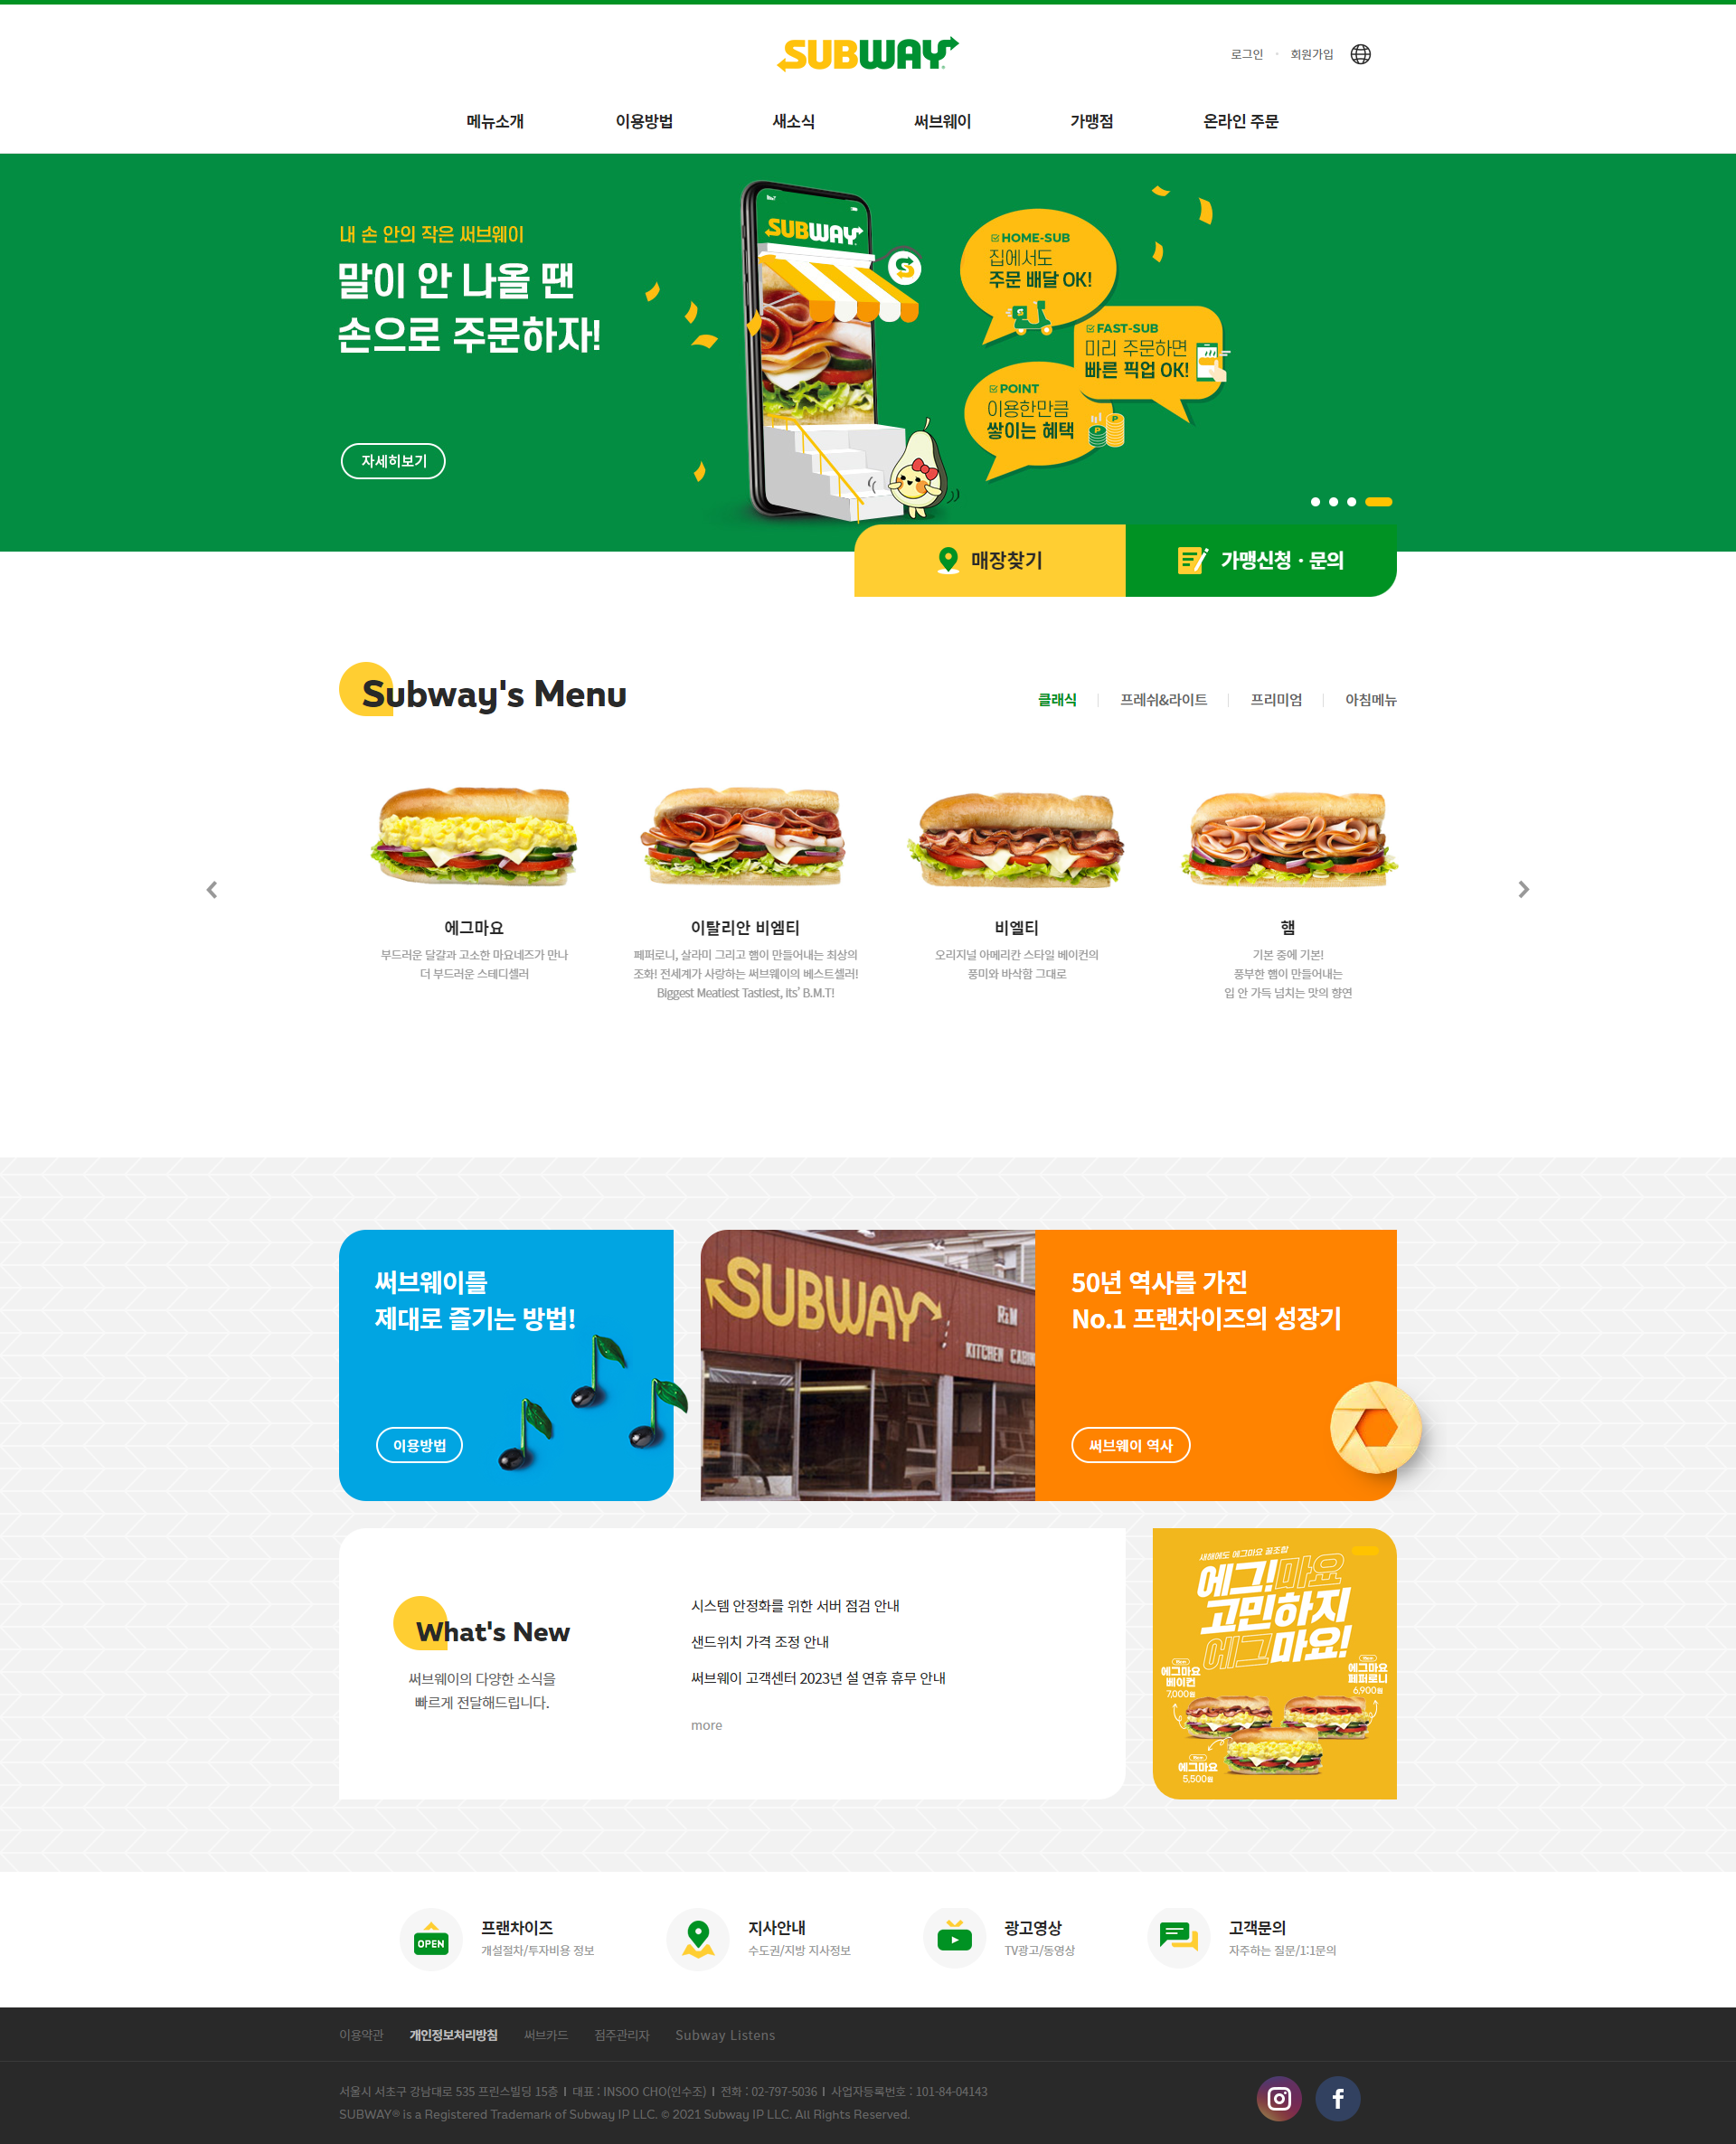 SUBWAY
로그인
회원가입
메뉴소개
이용방법
새소식
써브웨이
가맹점
온라인 주문
내 손 안의 작은 써브웨이
말이 안 나올 땐
손으로 주문하자!
자세히보기
SUBWAY
HOME-SUB
집에서도
주문 배달 OK!
FAST-SUB
미리 주문하면
빠른 픽업 OK!
POINT
이용한만큼
쌓이는 혜택
매장찾기
가맹신청 · 문의
Subway's Menu
클래식
프레쉬&라이트
프리미엄
아침메뉴
에그마요
부드러운 달걀과 고소한 마요네즈가 만나
더 부드러운 스테디셀러
이탈리안 비엠티
페퍼로니, 살라미 그리고 햄이 만들어내는 최상의
조화! 전세계가 사랑하는 써브웨이의 베스트셀러!
Biggest Meatiest Tastiest, its’ B.M.T!
비엘티
오리지널 아메리칸 스타일 베이컨의
풍미와 바삭함 그대로
햄
기본 중에 기본!
풍부한 햄이 만들어내는
입 안 가득 넘치는 맛의 향연
써브웨이를
제대로 즐기는 방법!
이용방법
SUBWAY
R&M
KITCHEN CABIN
50년 역사를 가진
No.1 프랜차이즈의 성장기
써브웨이 역사
What's New
써브웨이의 다양한 소식을
빠르게 전달해드립니다.
시스템 안정화를 위한 서버 점검 안내
샌드위치 가격 조정 안내
써브웨이 고객센터 2023년 설 연휴 휴무 안내
more
새해에도 에그마요 꿀조합
에그!마요
고민하지
에그마요!
에그마요
베이컨
7,000원
에그마요
페퍼로니
6,900원
에그마요
5,500원
OPEN
프랜차이즈
개설절차/투자비용 정보
지사안내
수도권/지방 지사정보
광고영상
TV광고/동영상
고객문의
자주하는 질문/1:1문의
이용약관
개인정보처리방침
써브카드
점주관리자
Subway Listens
서울시 서초구 강남대로 535 프린스빌딩 15층 I 대표 : INSOO CHO(인수조) I 전화 : 02-797-5036 I 사업자등록번호 : 101-84-04143
SUBWAY® is a Registered Trademark of Subway IP LLC. © 2021 Subway IP LLC. All Rights Reserved.